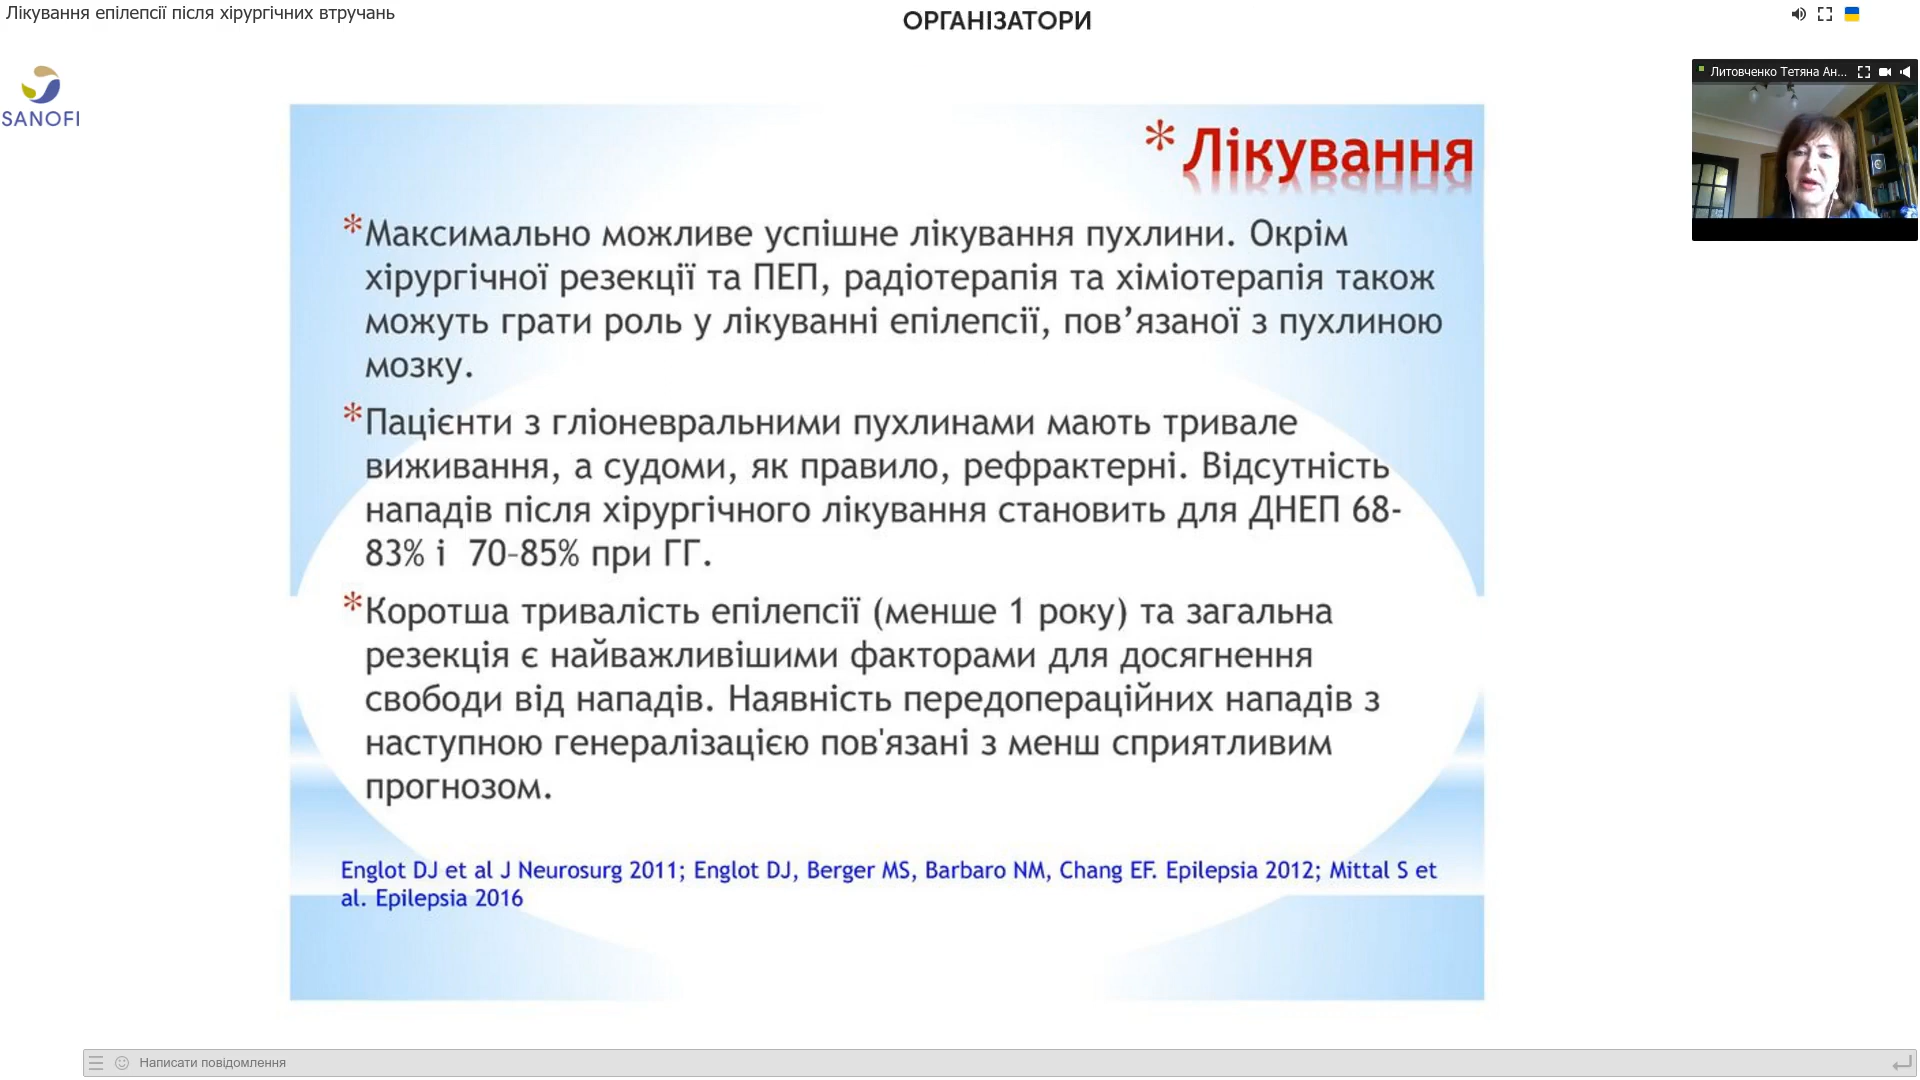 Лікування епілепсії після хірургічних втручань
ОРГАНІЗАТОРИ
SANOFI
Литовченко Тетяна Ан...
* Лікування
*Максимально можливе успішне лікування пухлини. Окрім
хірургічної резекції та ПЕП, радіотерапія та хіміотерапія також
можуть грати роль у лікуванні епілепсії, пов’язаної з пухлиною
мозку.
*Пацієнти з гліоневральними пухлинами мають тривале
виживання, а судоми, як правило, рефрактерні. Відсутність
нападів після хірургічного лікування становить для ДНЕП 68-
83% і 70–85% при ГГ.
*Коротша тривалість епілепсії (менше 1 року) та загальна
резекція є найважливішими факторами для досягнення
свободи від нападів. Наявність передопераційних нападів з
наступною генералізацією пов'язані з менш сприятливим
прогнозом.
Englot DJ et al J Neurosurg 2011; Englot DJ, Berger MS, Barbaro NM, Chang EF. Epilepsia 2012; Mittal S et
al. Epilepsia 2016
Написати повідомлення